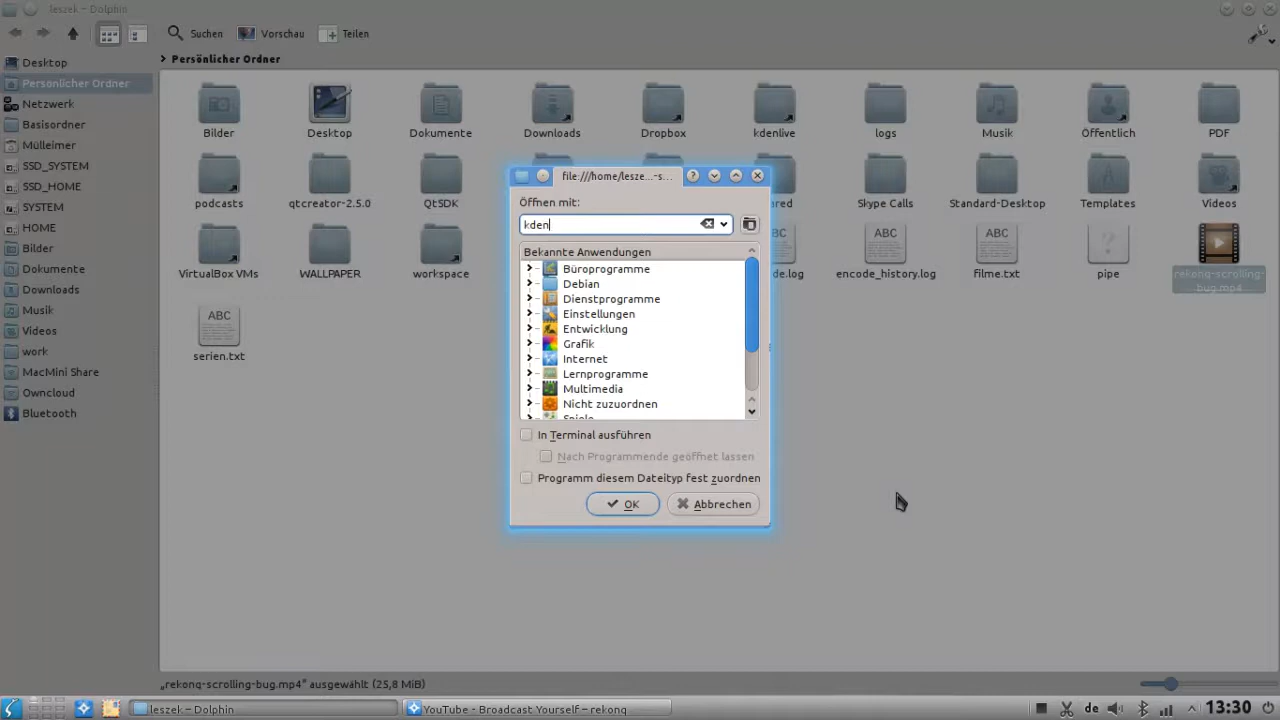 leszek – Dolphin
Suchen
Vorschau
Teilen
Persönlicher Ordner
Desktop
Persönlicher Ordner
Netzwerk
Basisordner
Mülleimer
SSD_SYSTEM
SSD_HOME
SYSTEM
HOME
Bilder
Dokumente
Downloads
Musik
Videos
work
MacMini Share
Owncloud
Bluetooth
Bilder
Desktop
Dokumente
Downloads
Dropbox
kdenlive
logs
Musik
Öffentlich
PDF
podcasts
qtcreator-2.5.0
QtSDK
ared
Skype Calls
Standard-Desktop
Templates
Videos
VirtualBox VMs
WALLPAPER
workspace
ABC
de.log
ABC
encode_history.log
ABC
filme.txt
?
pipe
rekonq-scrolling-
bug.mp4
ABC
serien.txt
file:///home/lesze...-s...
?
Öffnen mit:
kden
Bekannte Anwendungen
Büroprogramme
Debian
Dienstprogramme
Einstellungen
Entwicklung
Grafik
Internet
Lernprogramme
Multimedia
Nicht zuzuordnen
Spiele
In Terminal ausführen
Nach Programmende geöffnet lassen
Programm diesem Dateityp fest zuordnen
OK
Abbrechen
„rekonq-scrolling-bug.mp4“ ausgewählt (25,8 MiB)
leszek – Dolphin
YouTube - Broadcast Yourself – rekonq
de
13:30